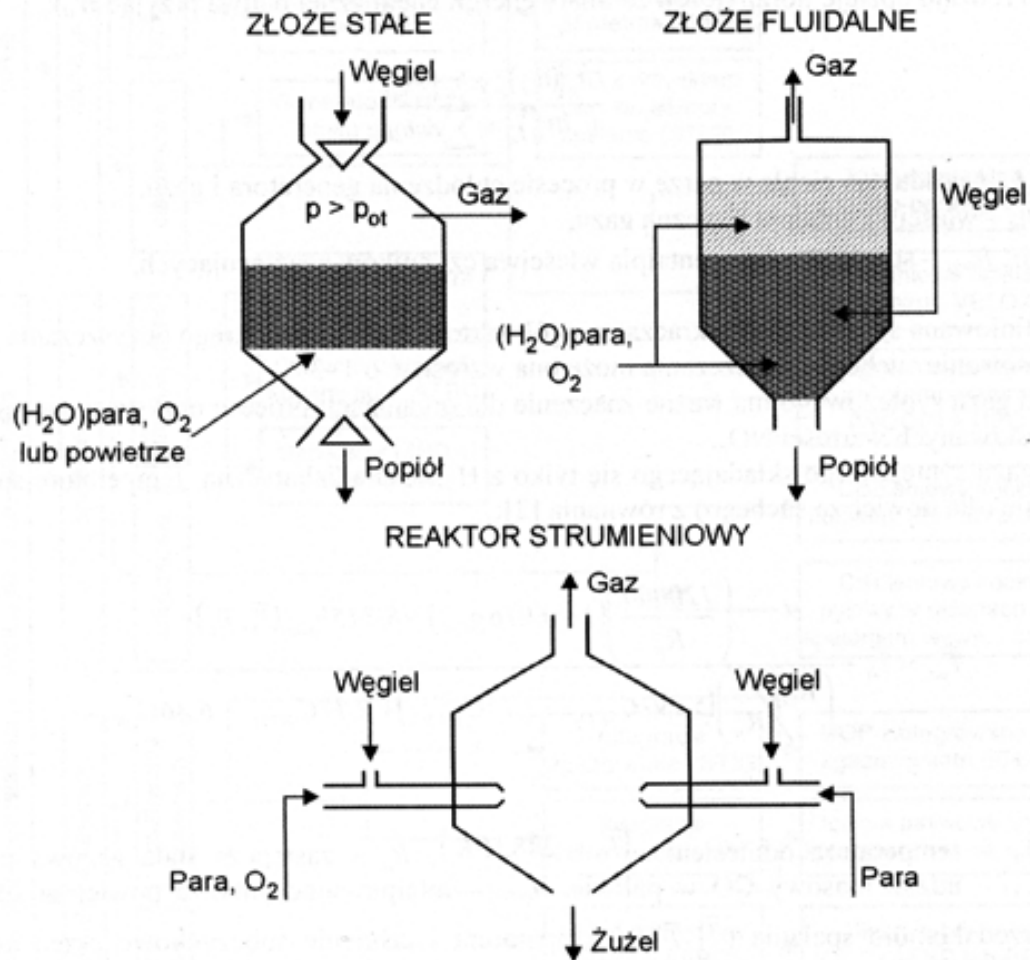 ZŁOŻE STAŁE
Węgiel
p > p_ot
Gaz
(H₂O)para, O₂
lub powietrze
Popiół
ZŁOŻE FLUIDALNE
Gaz
Węgiel
(H₂O)para,
O₂
Popiół
REAKTOR STRUMIENIOWY
Gaz
Węgiel
Węgiel
Para, O₂
Para
Żużel